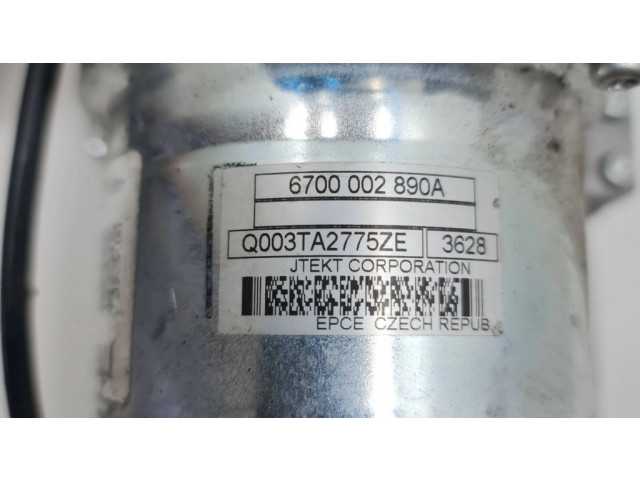 6700 002 890A
Q003TA2775ZE 3628
JTEKT CORPORATION
EPCE CZECH REPUB